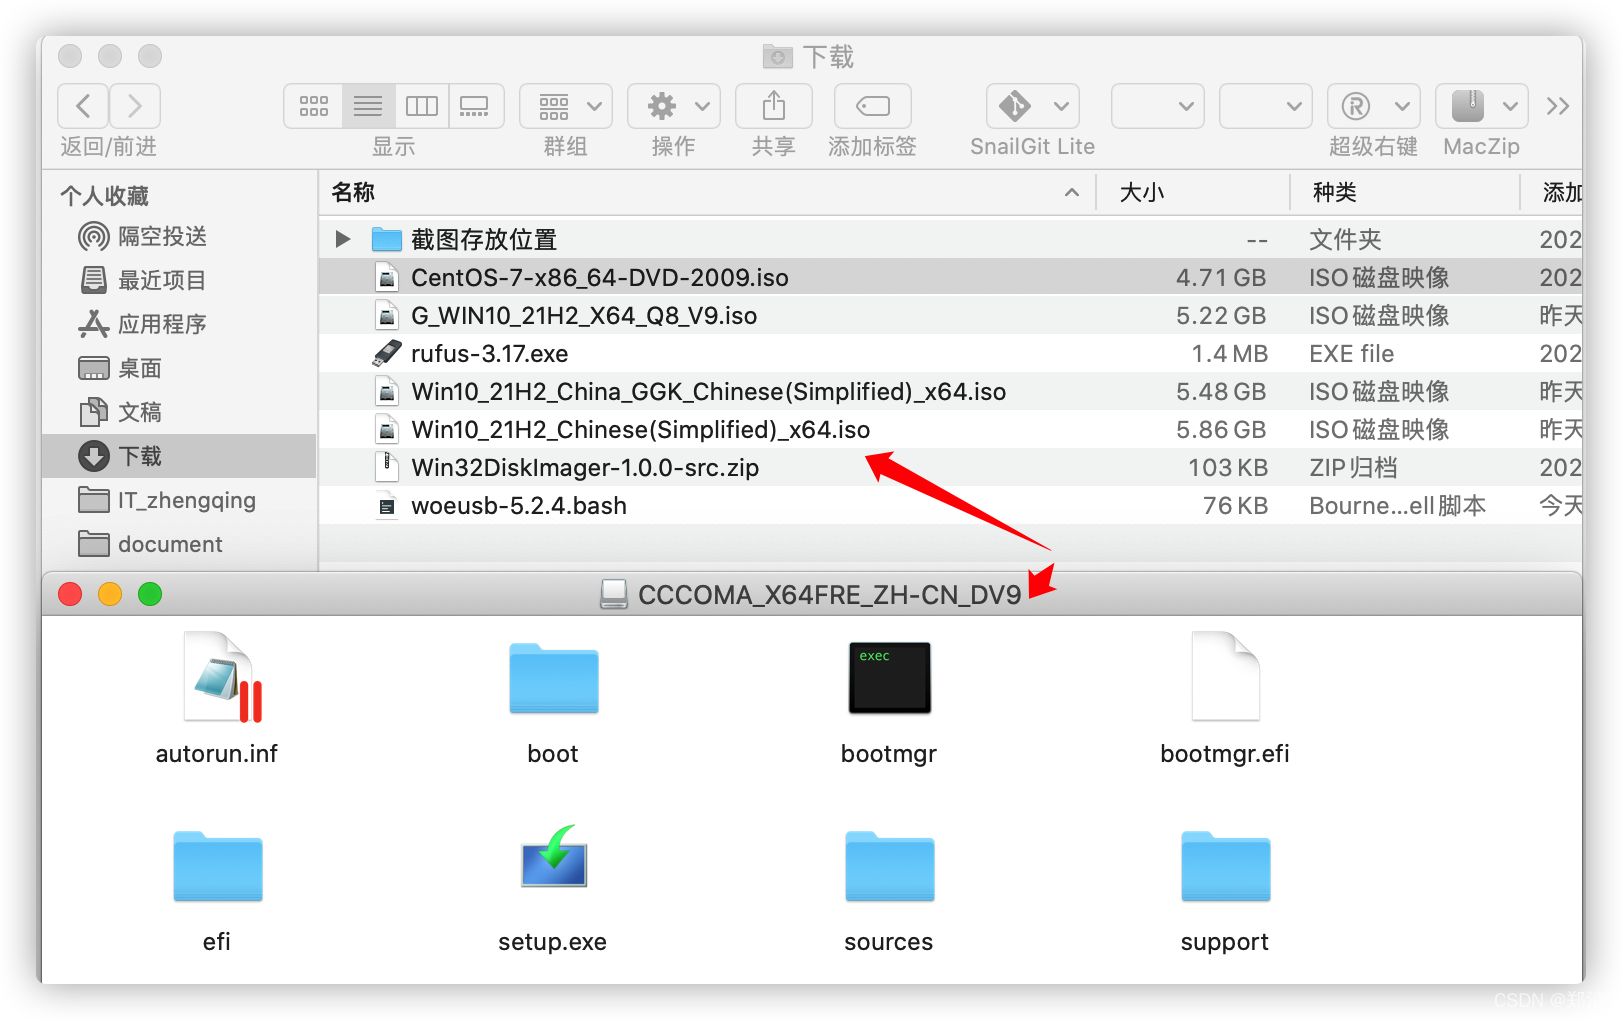 下载
返回/前进
显示
群组
操作
共享
添加标签
SnailGit Lite
超级右键
MacZip
个人收藏
隔空投送
最近项目
应用程序
桌面
文稿
下载
IT_zhengqing
document
名称 大小 种类 添加
截图存放位置 -- 文件夹 202
CentOS-7-x86_64-DVD-2009.iso 4.71 GB ISO磁盘映像 202
G_WIN10_21H2_X64_Q8_V9.iso 5.22 GB ISO磁盘映像 昨天
rufus-3.17.exe 1.4 MB EXE file 202
Win10_21H2_China_GGK_Chinese(Simplified)_x64.iso 5.48 GB ISO磁盘映像 昨天
Win10_21H2_Chinese(Simplified)_x64.iso 5.86 GB ISO磁盘映像 昨天
Win32DiskImager-1.0.0-src.zip 103 KB ZIP归档 202
woeusb-5.2.4.bash 76 KB Bourne...ell脚本 今天
CCCOMA_X64FRE_ZH-CN_DV9
exec
autorun.inf
boot
bootmgr
bootmgr.efi
efi
setup.exe
sources
support
CSDN @郑